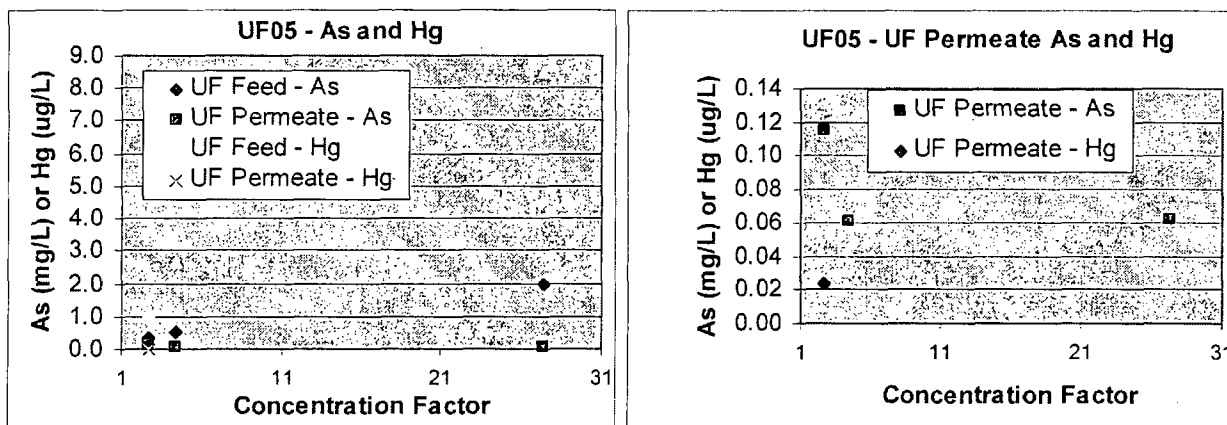 UF05 - As and Hg
As (mg/L) or Hg (ug/L)
9.0
8.0
7.0
6.0
5.0
4.0
3.0
2.0
1.0
0.0
UF Feed - As
UF Permeate - As
UF Feed - Hg
UF Permeate - Hg
1 11 21 31
Concentration Factor
UF05 - UF Permeate As and Hg
As (mg/L) or Hg (ug/L)
0.14
0.12
0.10
0.08
0.06
0.04
0.02
0.00
UF Permeate - As
UF Permeate - Hg
1 11 21 31
Concentration Factor